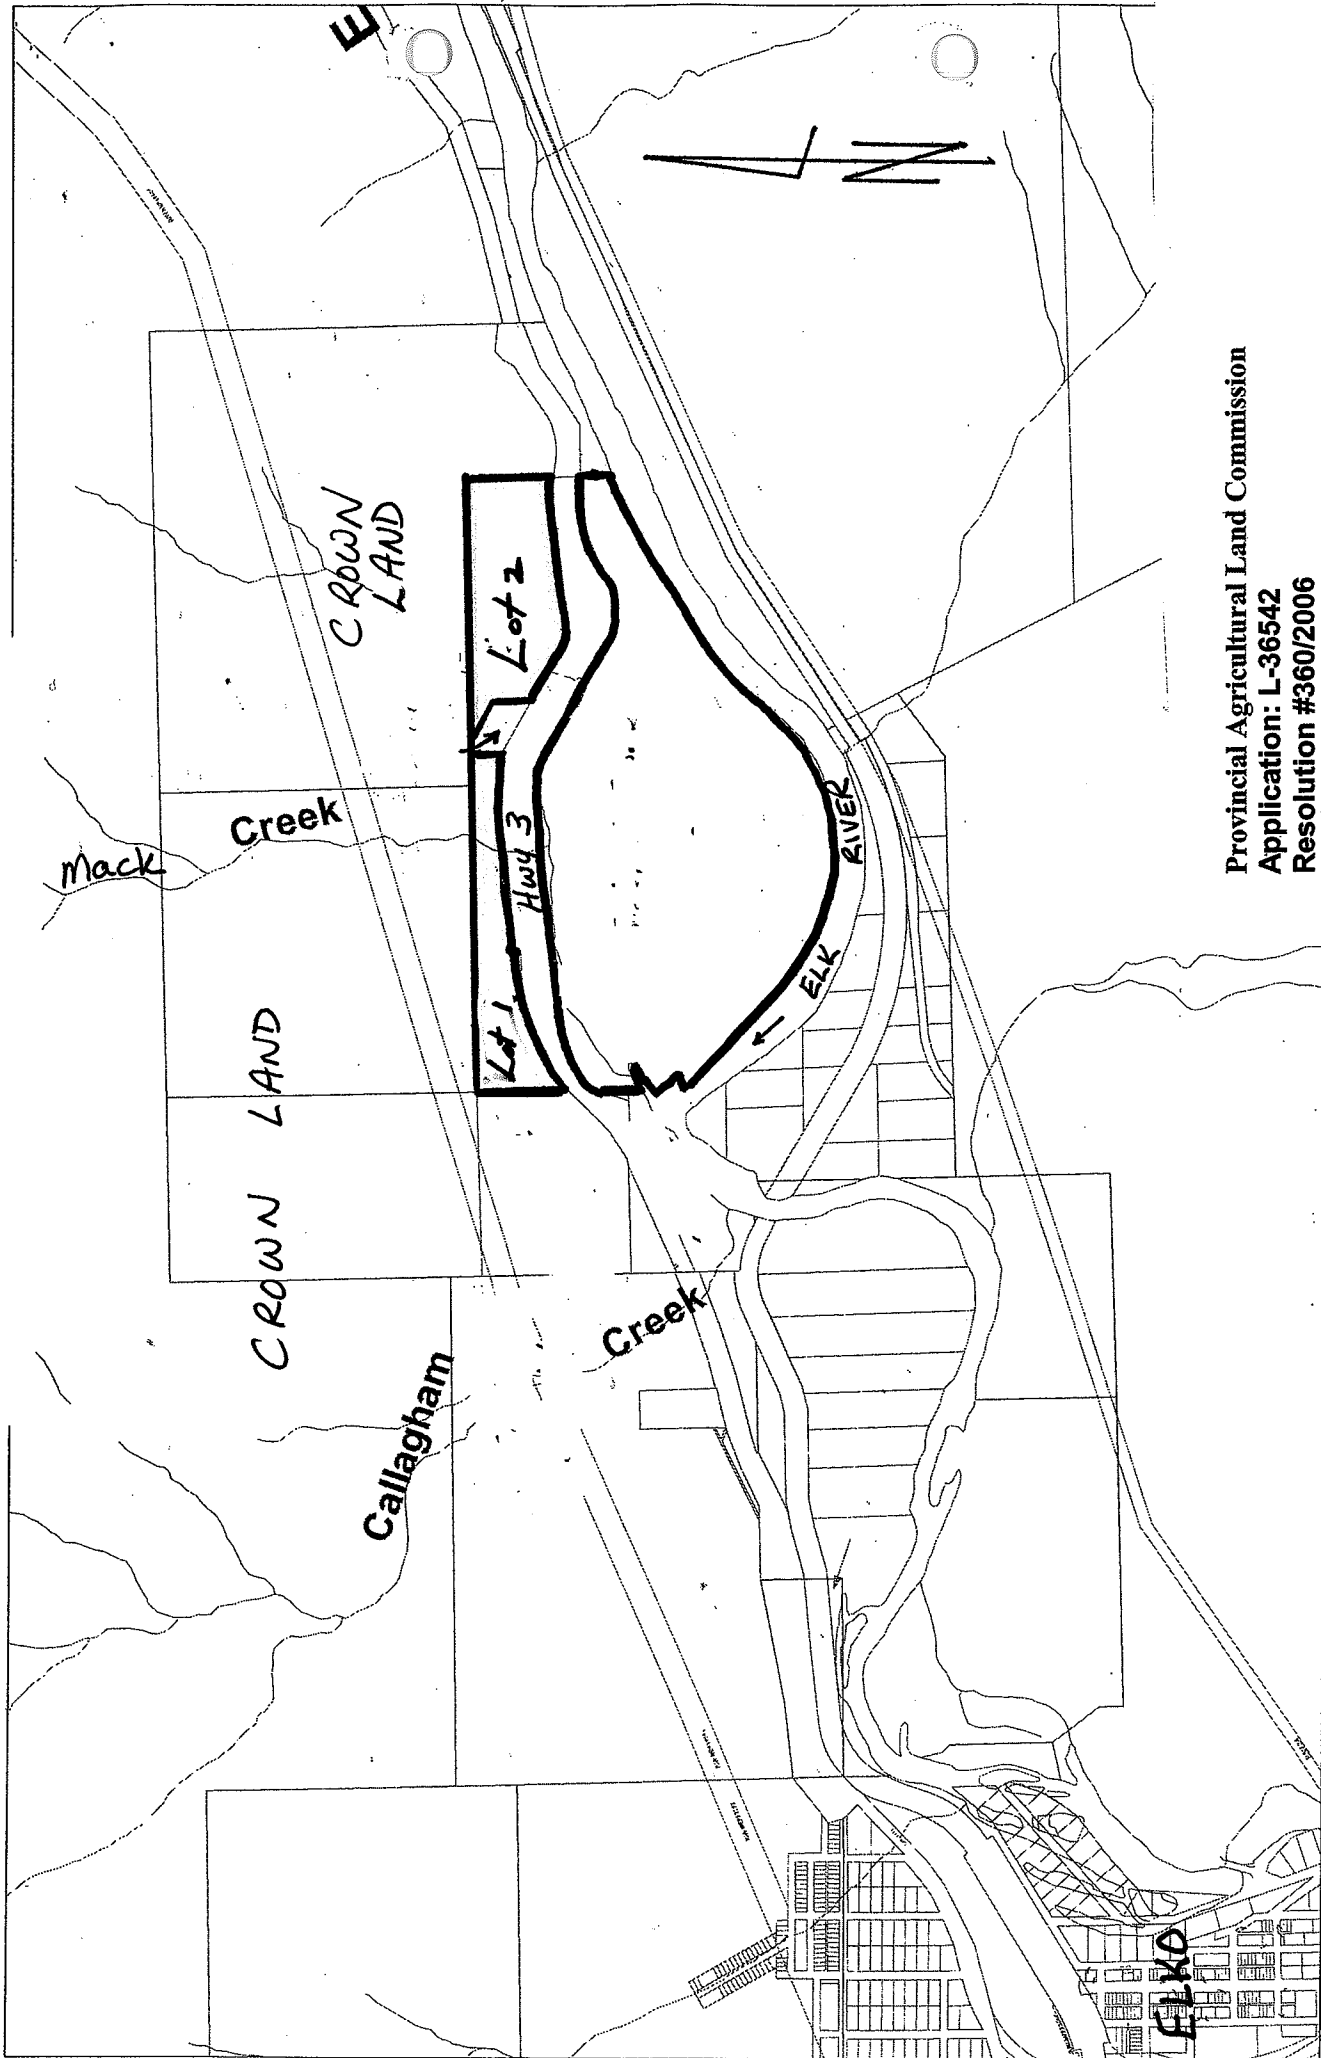 E
N
CROWN
LAND
Lot 2
Mack
Creek
Hwy 3
RIVER
ELK
Lot 1
CROWN LAND
Callagham
Creek
ELKO
Provincial Agricultural Land Commission
Application: L-36542
Resolution #360/2006